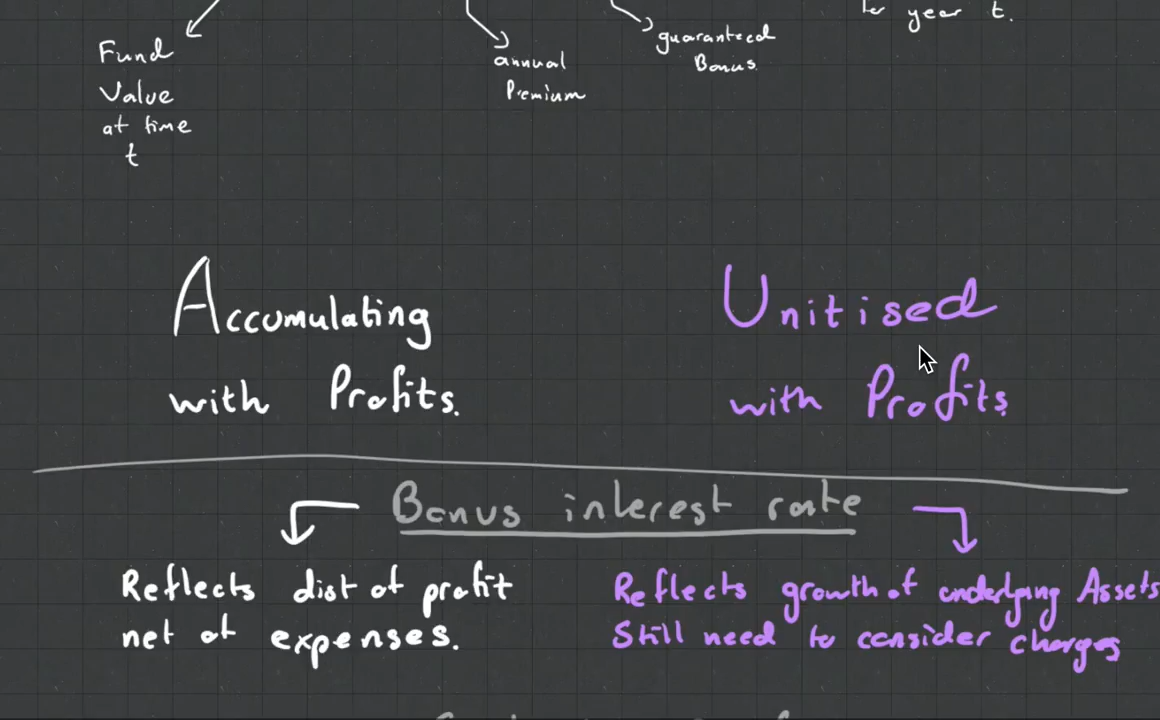 for year t.
guaranteed
Bonus.
annual
Premium
Fund
Value
at time
t
Accumulating
with Profits.
Unitised
with Profits
Bonus interest rate
Reflects dist of profit
net of expenses.
Reflects growth of underlying Assets
Still need to consider charges